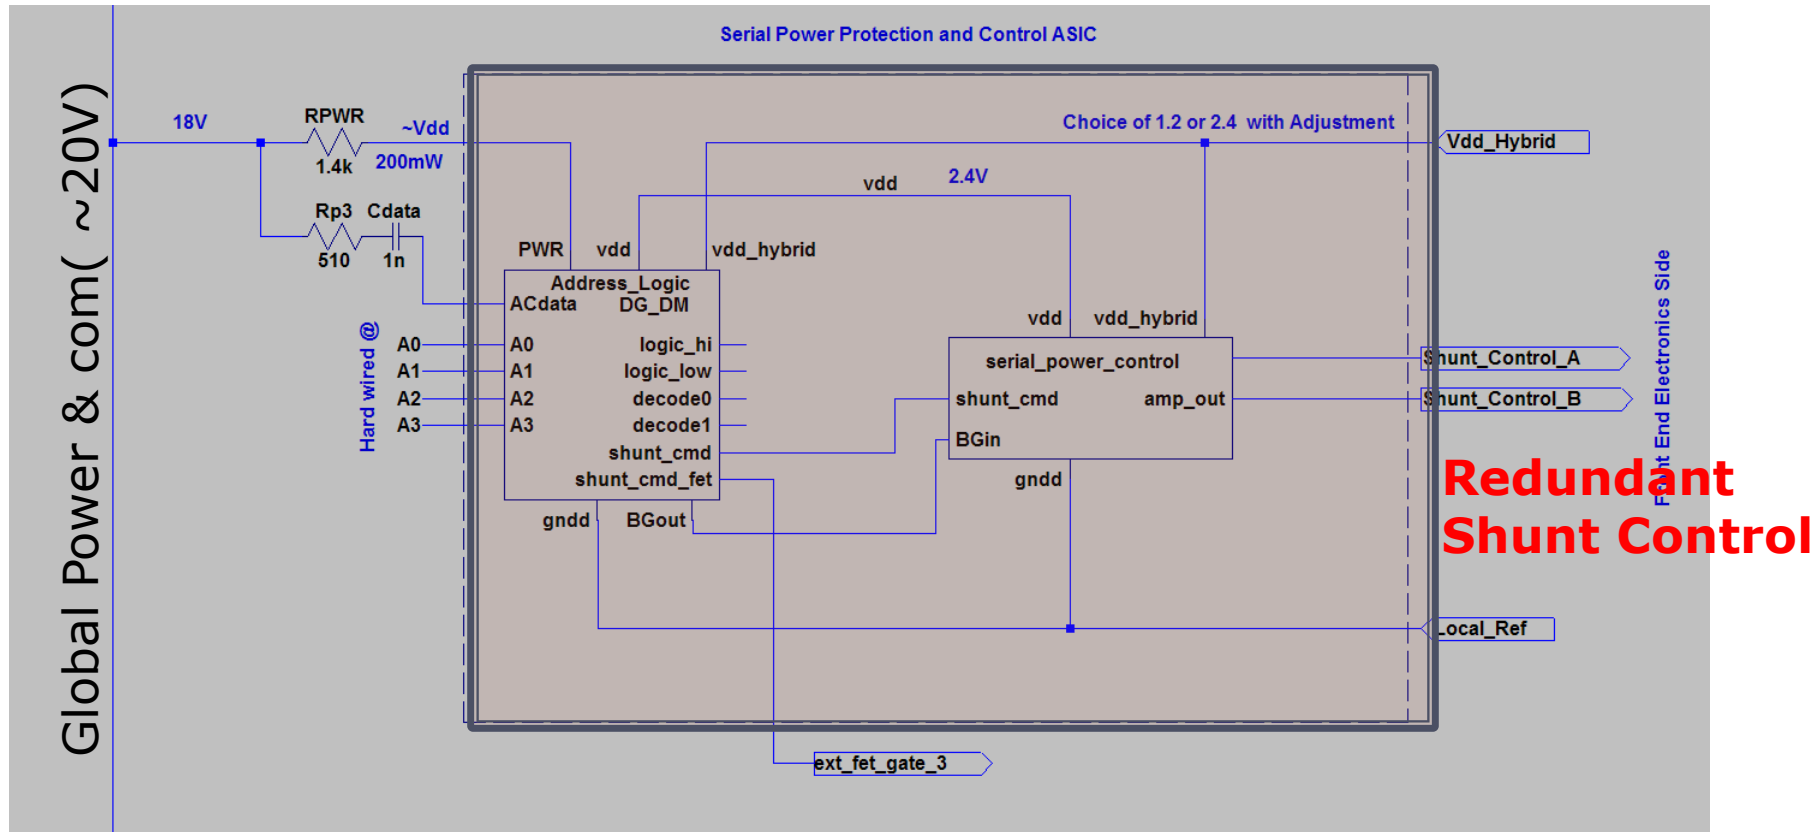 Serial Power Protection and Control ASIC
Global Power & com( ~20V)
18V
RPWR
1.4k
~Vdd
200mW
Choice of 1.2 or 2.4 with Adjustment
Vdd_Hybrid
vdd
2.4V
Rp3
510
Cdata
1n
PWR
vdd
vdd_hybrid
Address_Logic
DG_DM
ACdata
Hard wired @
A0
A1
A2
A3
A0
A1
A2
A3
logic_hi
logic_low
decode0
decode1
shunt_cmd
shunt_cmd_fet
gndd
BGout
vdd
vdd_hybrid
serial_power_control
shunt_cmd
amp_out
BGin
gndd
Shunt_Control_A
Shunt_Control_B
Front End Electronics Side
Redundant
Shunt Control
Local_Ref
ext_fet_gate_3